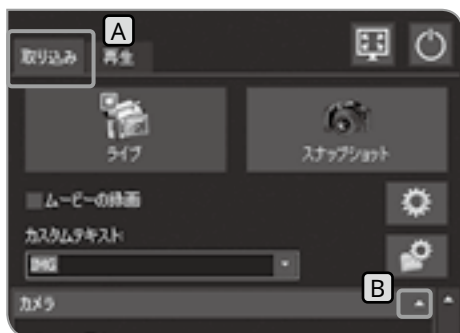 A
取り込み 再生
ライブ スナップショット
ムービーの録画
カスタムテキスト
IMG
B
カメラ